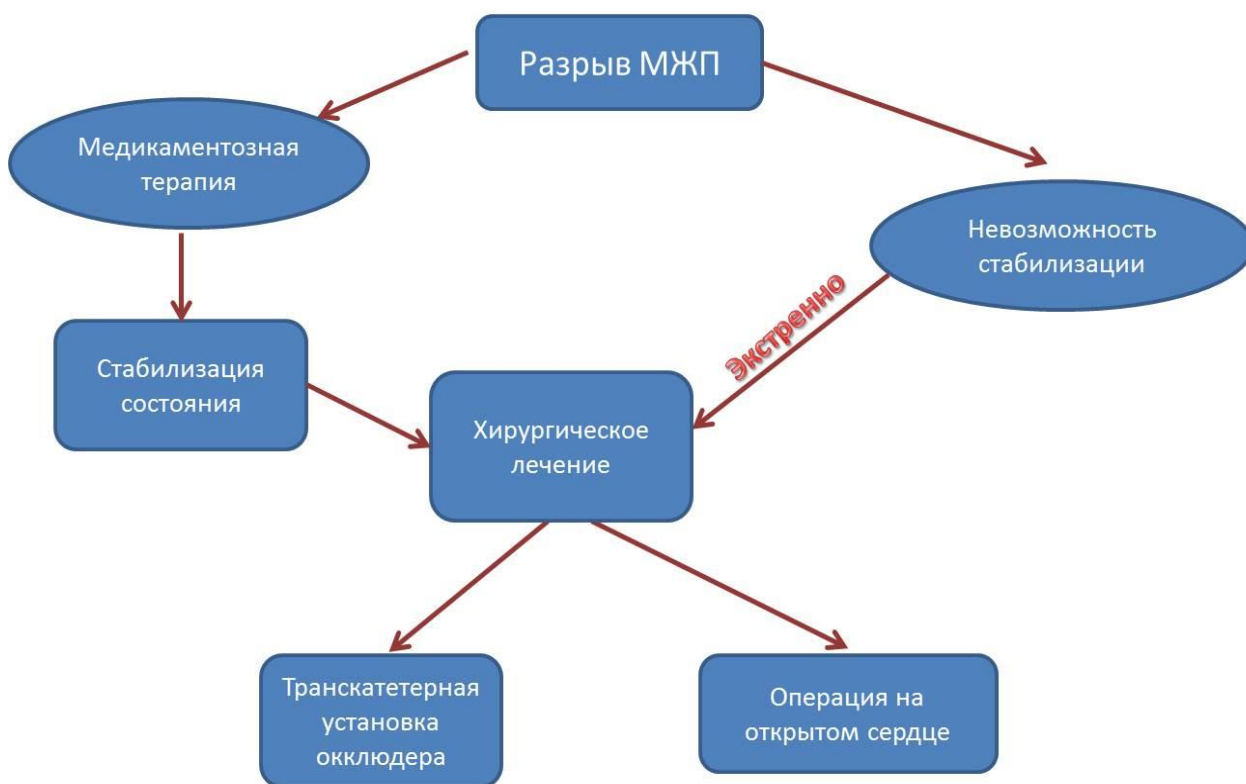 Разрыв МЖП
Медикаментозная
терапия
Невозможность
стабилизации
Экстренно
Стабилизация
состояния
Хирургическое
лечение
Транскатетерная
установка
окклюдера
Операция на
открытом сердце